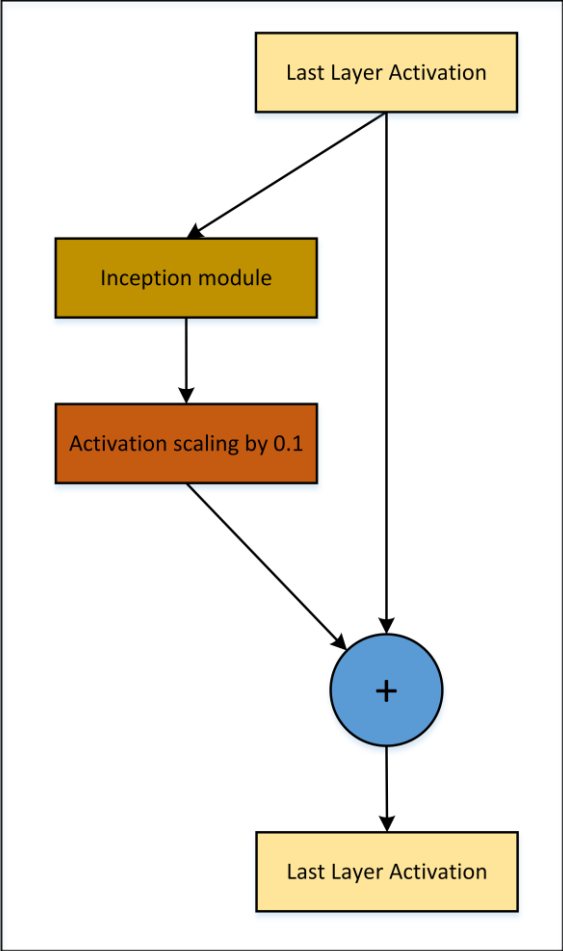 Last Layer Activation
Inception module
Activation scaling by 0.1
+
Last Layer Activation